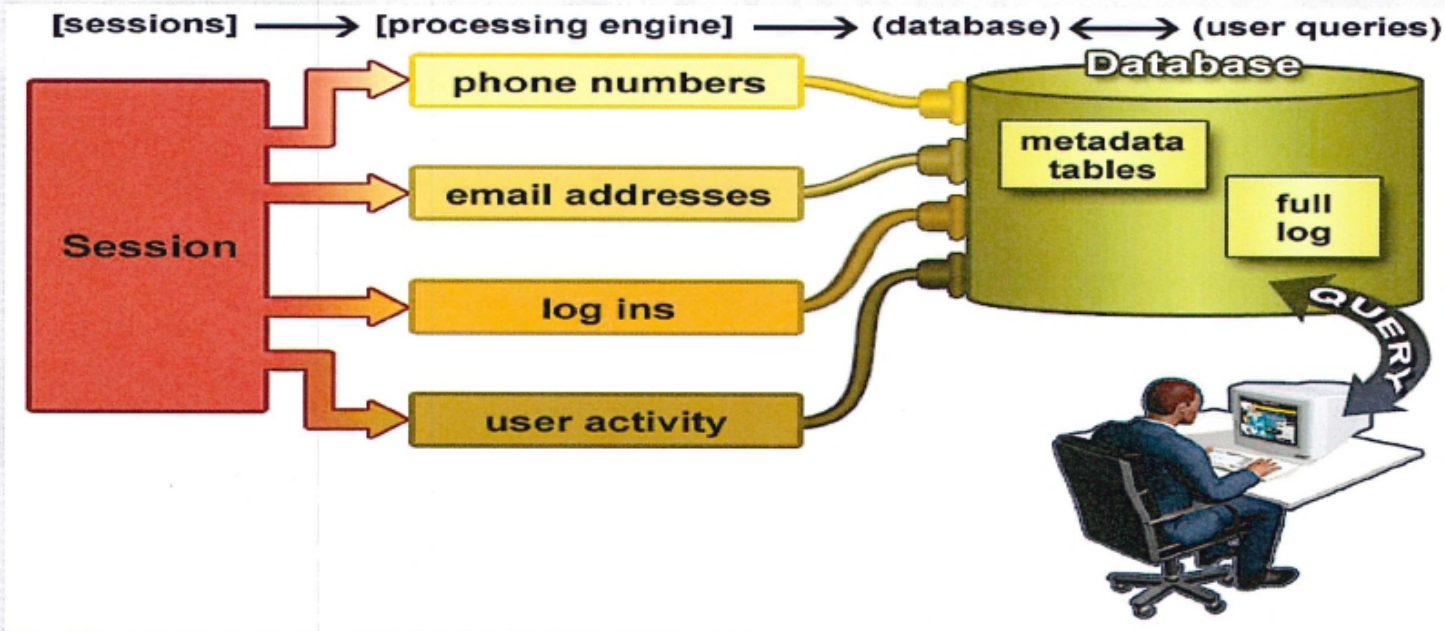 [sessions] → [processing engine] → (database) ↔ (user queries)
Database
phone numbers
metadata
tables
email addresses
full
log
Session
log ins
QUERY
user activity